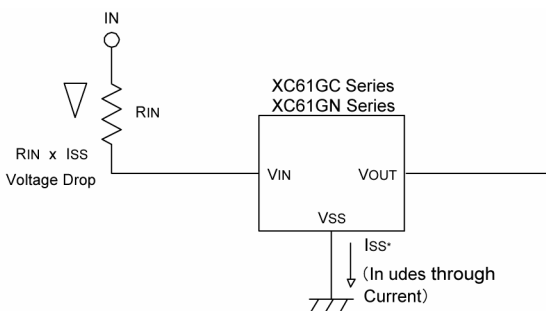 IN
XC61GC Series
XC61GN Series
RIN
RIN x ISS
Voltage Drop
VIN
VOUT
VSS
ISS*
(In udes through
Current)